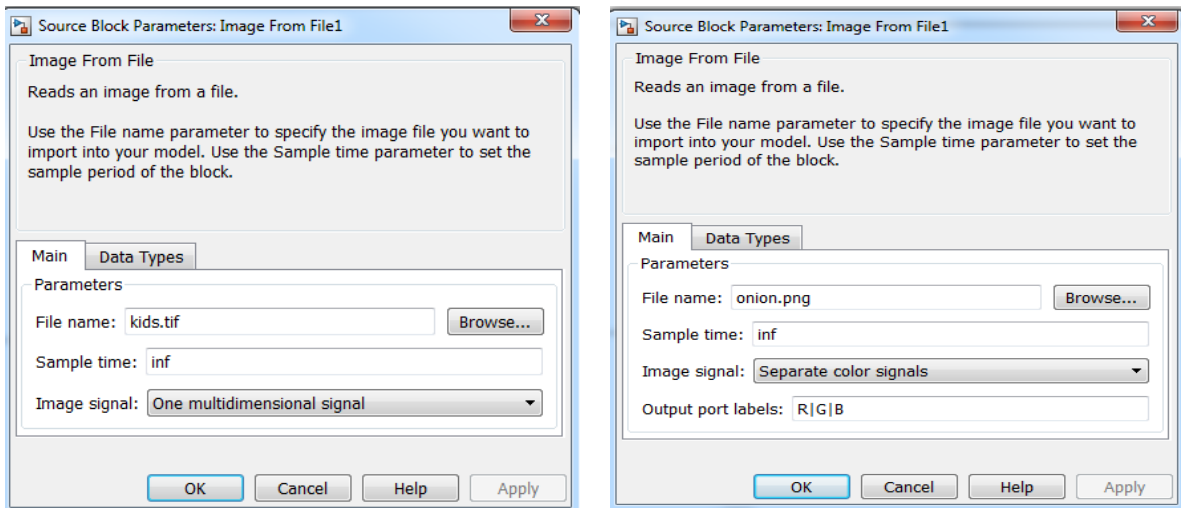 Source Block Parameters: Image From File1
Image From File
Reads an image from a file.
Use the File name parameter to specify the image file you want to
import into your model. Use the Sample time parameter to set the
sample period of the block.
Main
Data Types
Parameters
File name: kids.tif
Browse...
Sample time: inf
Image signal: One multidimensional signal
OK
Cancel
Help
Apply
Source Block Parameters: Image From File1
Image From File
Reads an image from a file.
Use the File name parameter to specify the image file you want to
import into your model. Use the Sample time parameter to set the
sample period of the block.
Main
Data Types
Parameters
File name: onion.png
Browse...
Sample time: inf
Image signal: Separate color signals
Output port labels: R|G|B
OK
Cancel
Help
Apply